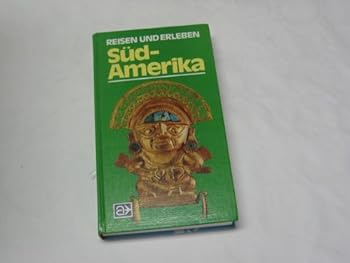 REISEN UND ERLEBEN
Süd-
Amerika